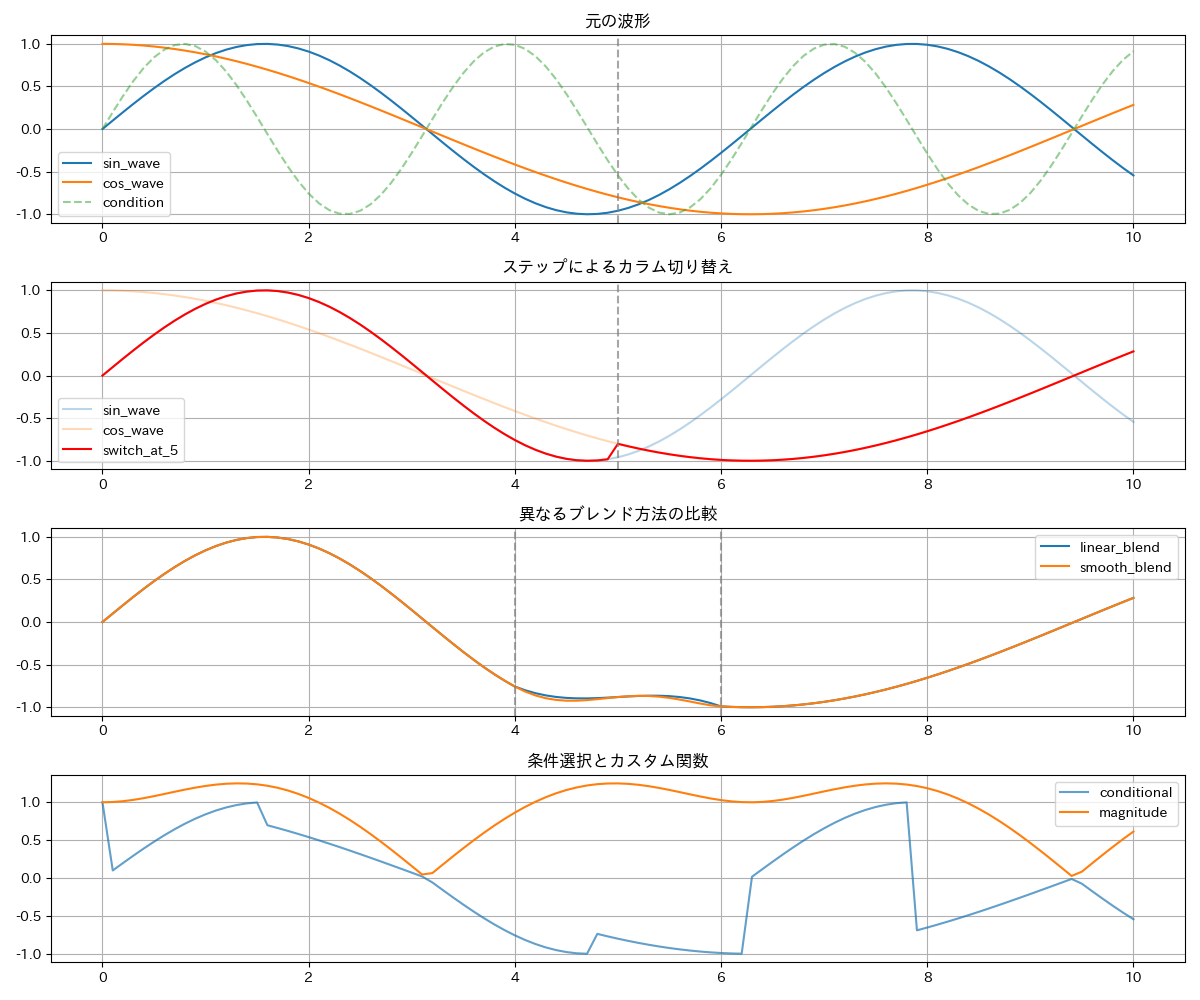 元の波形
1.0
0.5
0.0
-0.5
-1.0
sin_wave
cos_wave
condition
0 2 4 6 8 10
ステップによるカラム切り替え
1.0
0.5
0.0
-0.5
-1.0
sin_wave
cos_wave
switch_at_5
0 2 4 6 8 10
異なるブレンド方法の比較
1.0
0.5
0.0
-0.5
-1.0
linear_blend
smooth_blend
0 2 4 6 8 10
条件選択とカスタム関数
1.0
0.5
0.0
-0.5
-1.0
conditional
magnitude
0 2 4 6 8 10